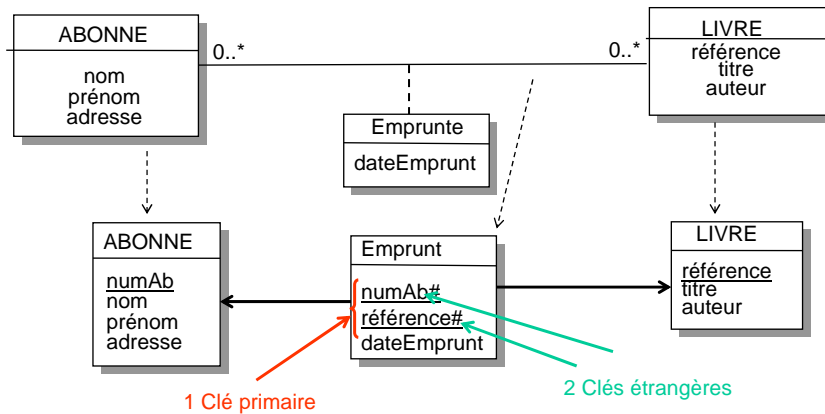 ABONNE
nom
prénom
adresse
0..*
0..*
LIVRE
référence
titre
auteur
Emprunte
dateEmprunt
ABONNE
numAb
nom
prénom
adresse
Emprunt
numAb#
référence#
dateEmprunt
LIVRE
référence
titre
auteur
1 Clé primaire
2 Clés étrangères